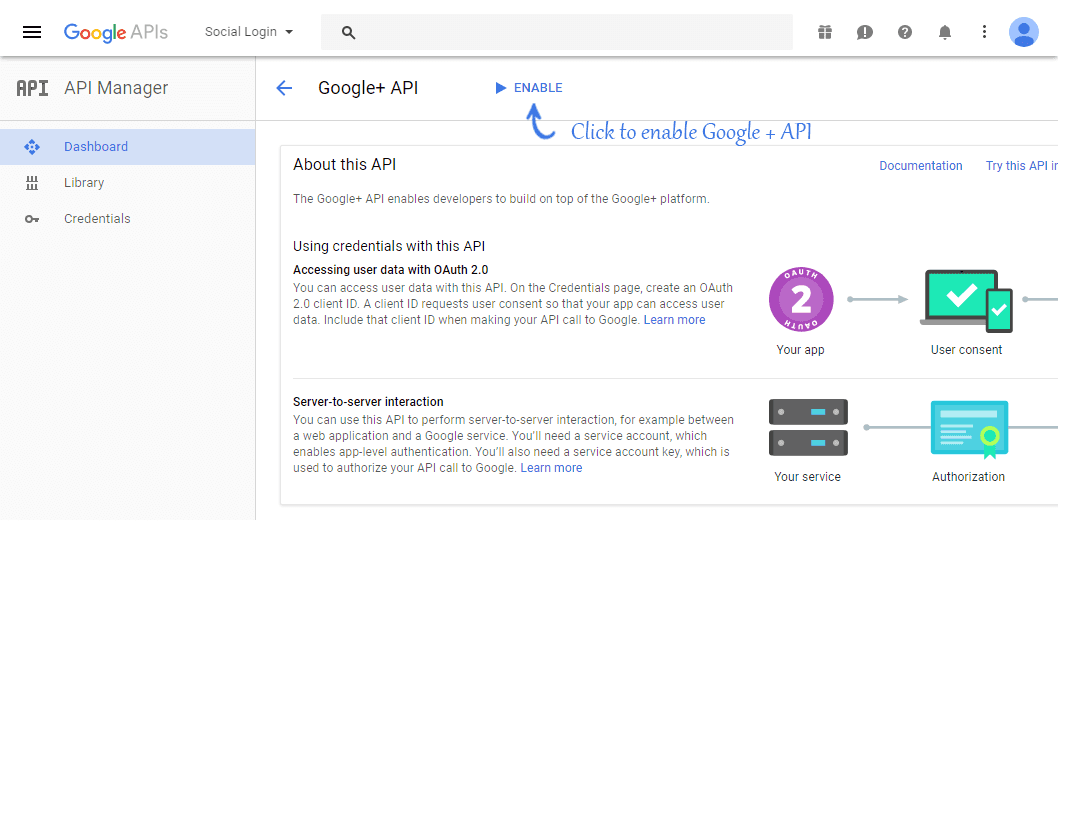 Google APIs
Social Login
API API Manager
Google+ API
ENABLE
Click to enable Google + API
Dashboard
Library
Credentials
About this API
Documentation
Try this API in
The Google+ API enables developers to build on top of the Google+ platform.
Using credentials with this API
Accessing user data with OAuth 2.0
You can access user data with this API. On the Credentials page, create an OAuth
2.0 client ID. A client ID requests user consent so that your app can access user
data. Include that client ID when making your API call to Google. Learn more
OAUTH
2
OAUTH
Your app
User consent
Server-to-server interaction
You can use this API to perform server-to-server interaction, for example between
a web application and a Google service. You'll need a service account, which
enables app-level authentication. You'll also need a service account key, which is
used to authorize your API call to Google. Learn more
Your service
Authorization